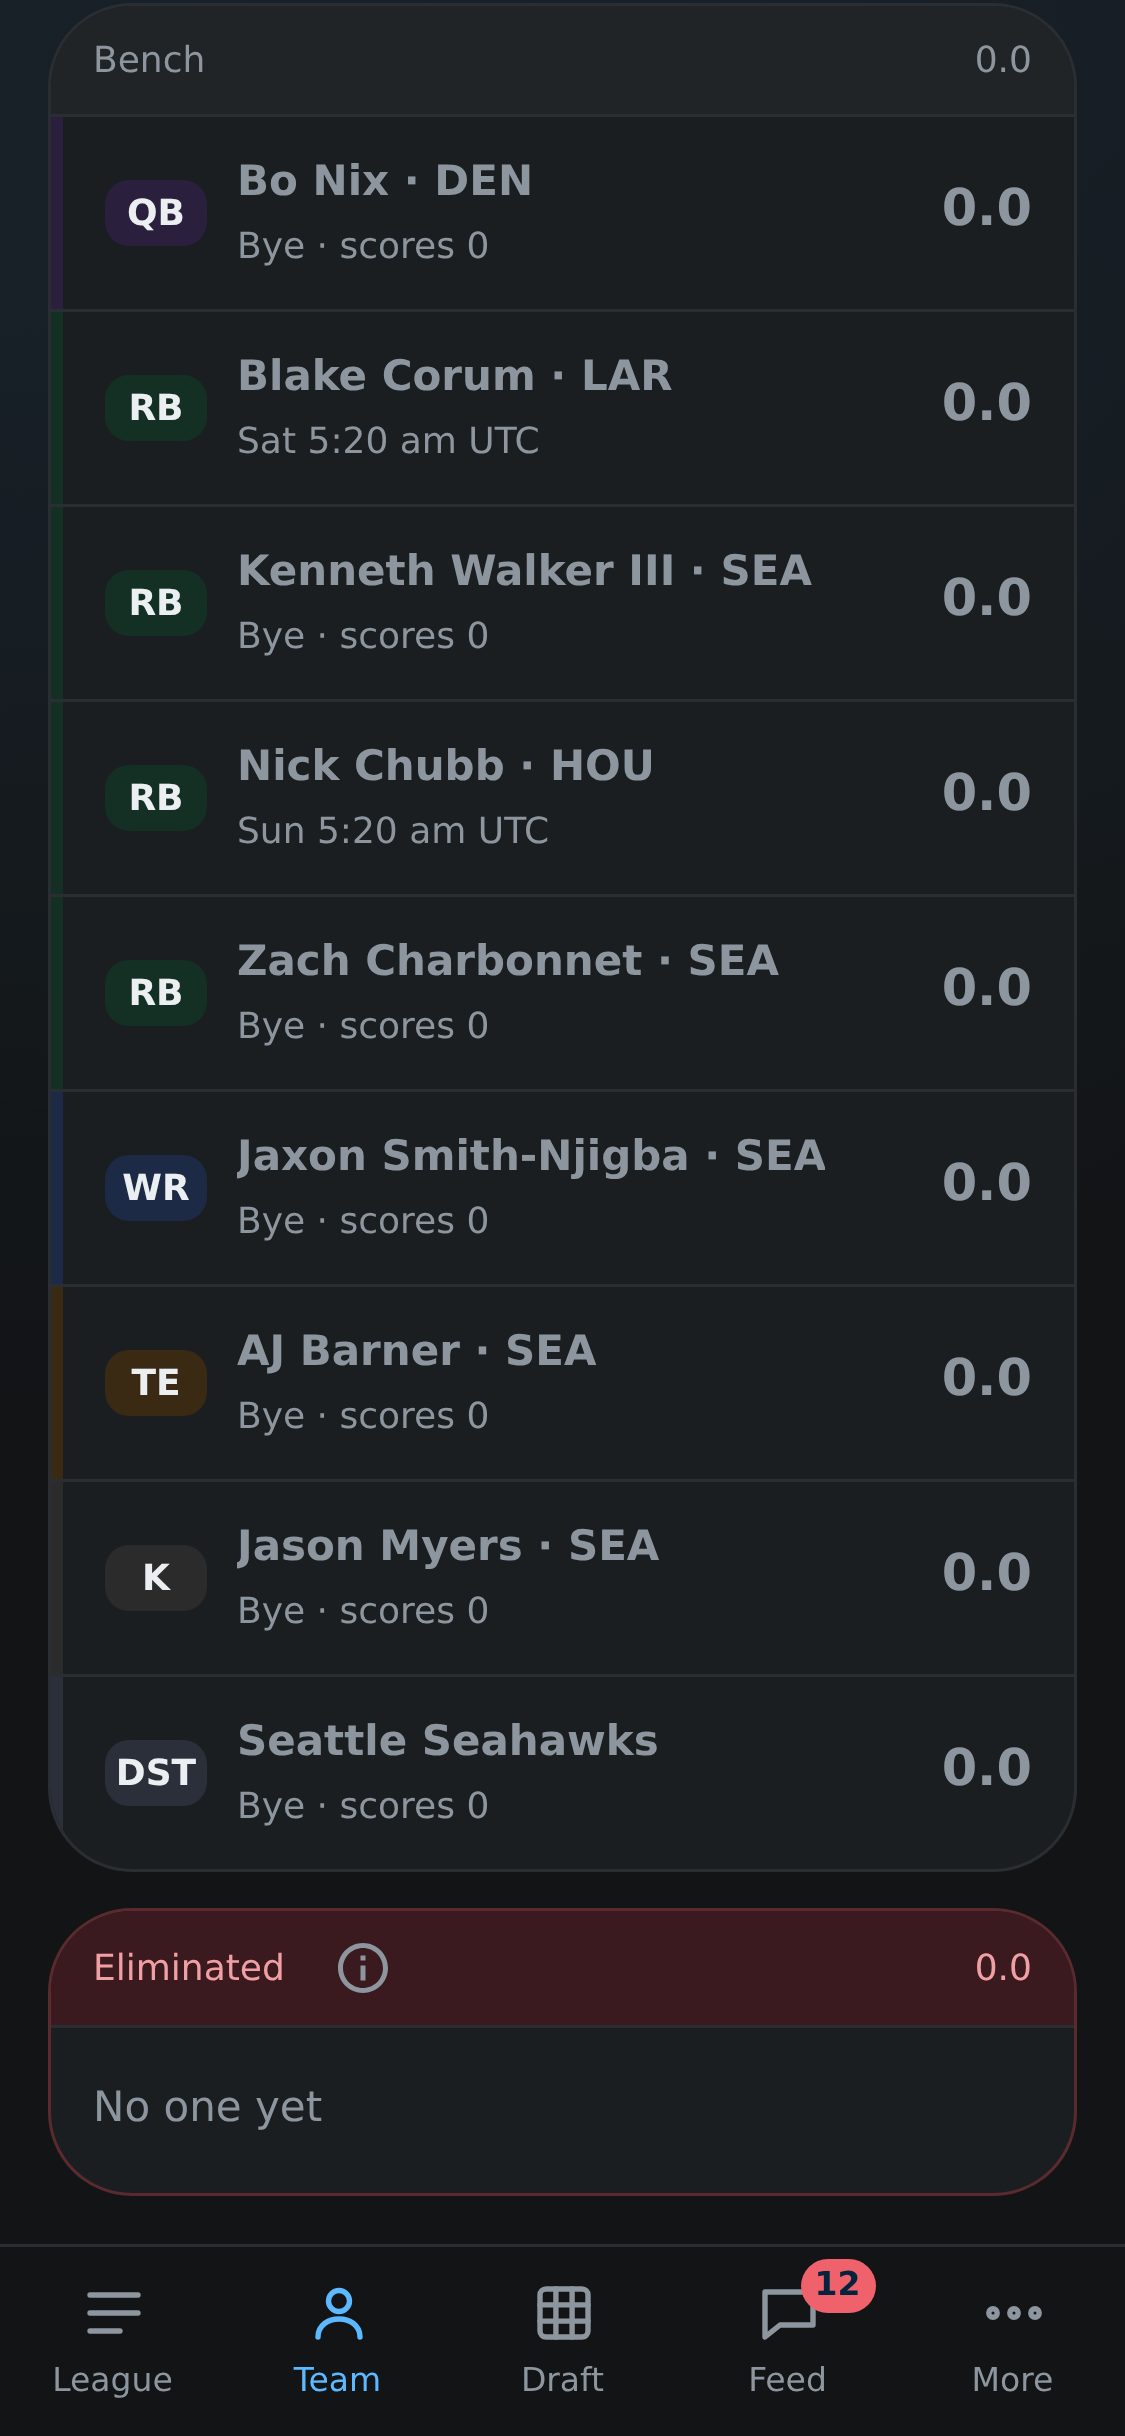 Bench 0.0
QB Bo Nix · DEN 0.0
Bye · scores 0
RB Blake Corum · LAR 0.0
Sat 5:20 am UTC
RB Kenneth Walker III · SEA 0.0
Bye · scores 0
RB Nick Chubb · HOU 0.0
Sun 5:20 am UTC
RB Zach Charbonnet · SEA 0.0
Bye · scores 0
WR Jaxon Smith-Njigba · SEA 0.0
Bye · scores 0
TE AJ Barner · SEA 0.0
Bye · scores 0
K Jason Myers · SEA 0.0
Bye · scores 0
DST Seattle Seahawks 0.0
Bye · scores 0
Eliminated 0.0
No one yet
12
League Team Draft Feed More